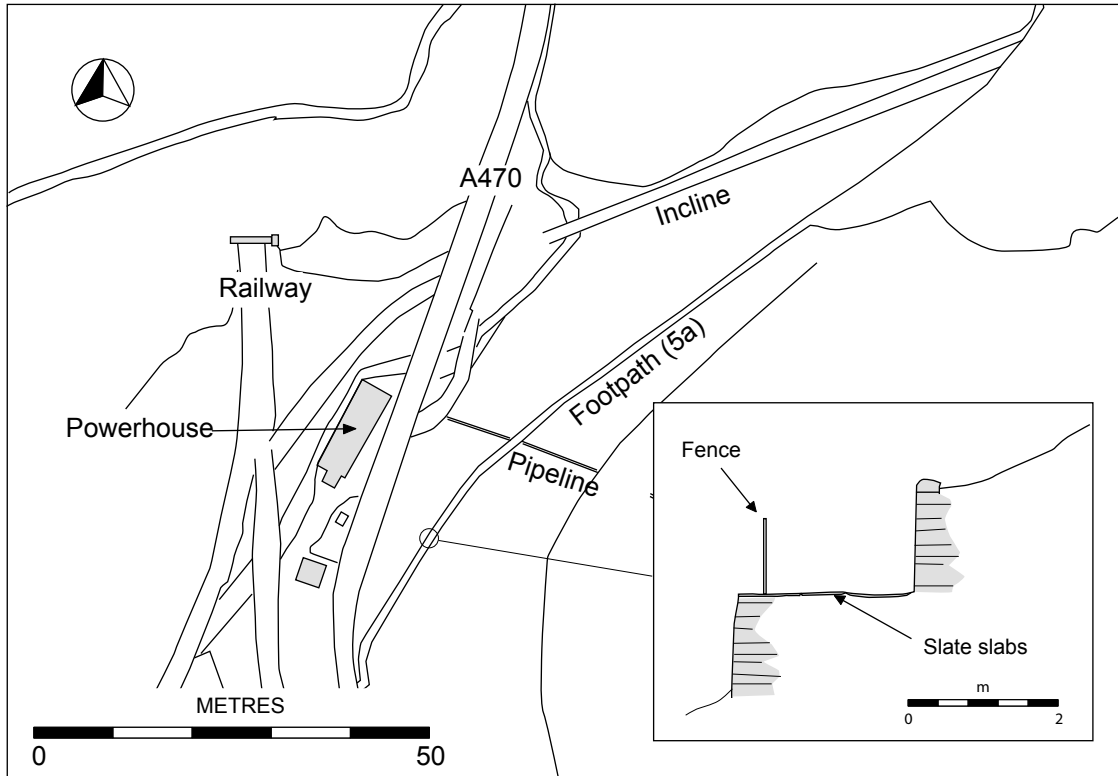 A470
Incline
Railway
Footpath (5a)
Powerhouse
Pipeline
Fence
Slate slabs
METRES
0
50
m
0
2